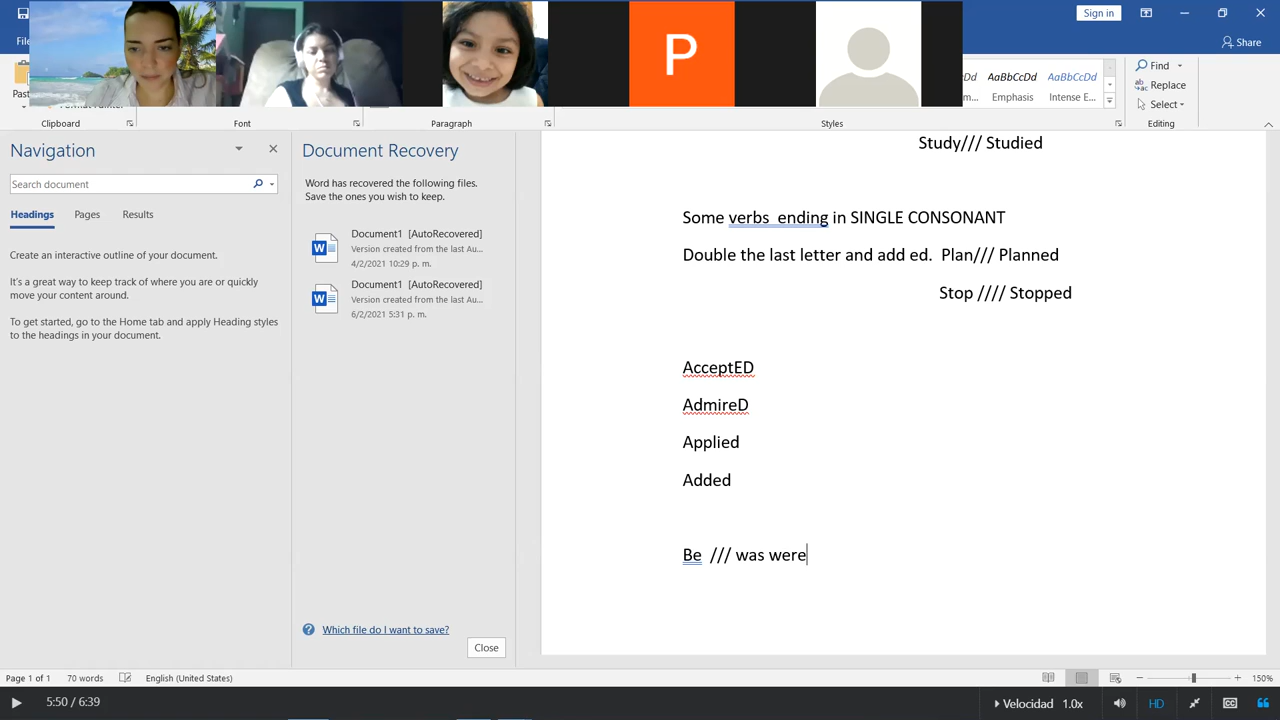 Sign in
File
Share
P
Paste
Format Painter
AaBbCcDd
AaBbCcDd
Emphasis
Intense E...
Find
Replace
Select
Clipboard
Font
Paragraph
Styles
Editing
Navigation
Search document
Headings
Pages
Results
Create an interactive outline of your document.
It's a great way to keep track of where you are or quickly
move your content around.
To get started, go to the Home tab and apply Heading styles
to the headings in your document.
Document Recovery
Word has recovered the following files.
Save the ones you wish to keep.
Document1 [AutoRecovered]
Version created from the last Au...
4/2/2021 10:29 p. m.
Document1 [AutoRecovered]
Version created from the last Au...
6/2/2021 5:31 p. m.
Which file do I want to save?
Close
Study/// Studied
Some verbs ending in SINGLE CONSONANT
Double the last letter and add ed. Plan/// Planned
Stop //// Stopped
AcceptED
AdmireD
Applied
Added
Be /// was were
Page 1 of 1
70 words
English (United States)
150%
5:50 / 6:39
Velocidad 1.0x
HD
CC